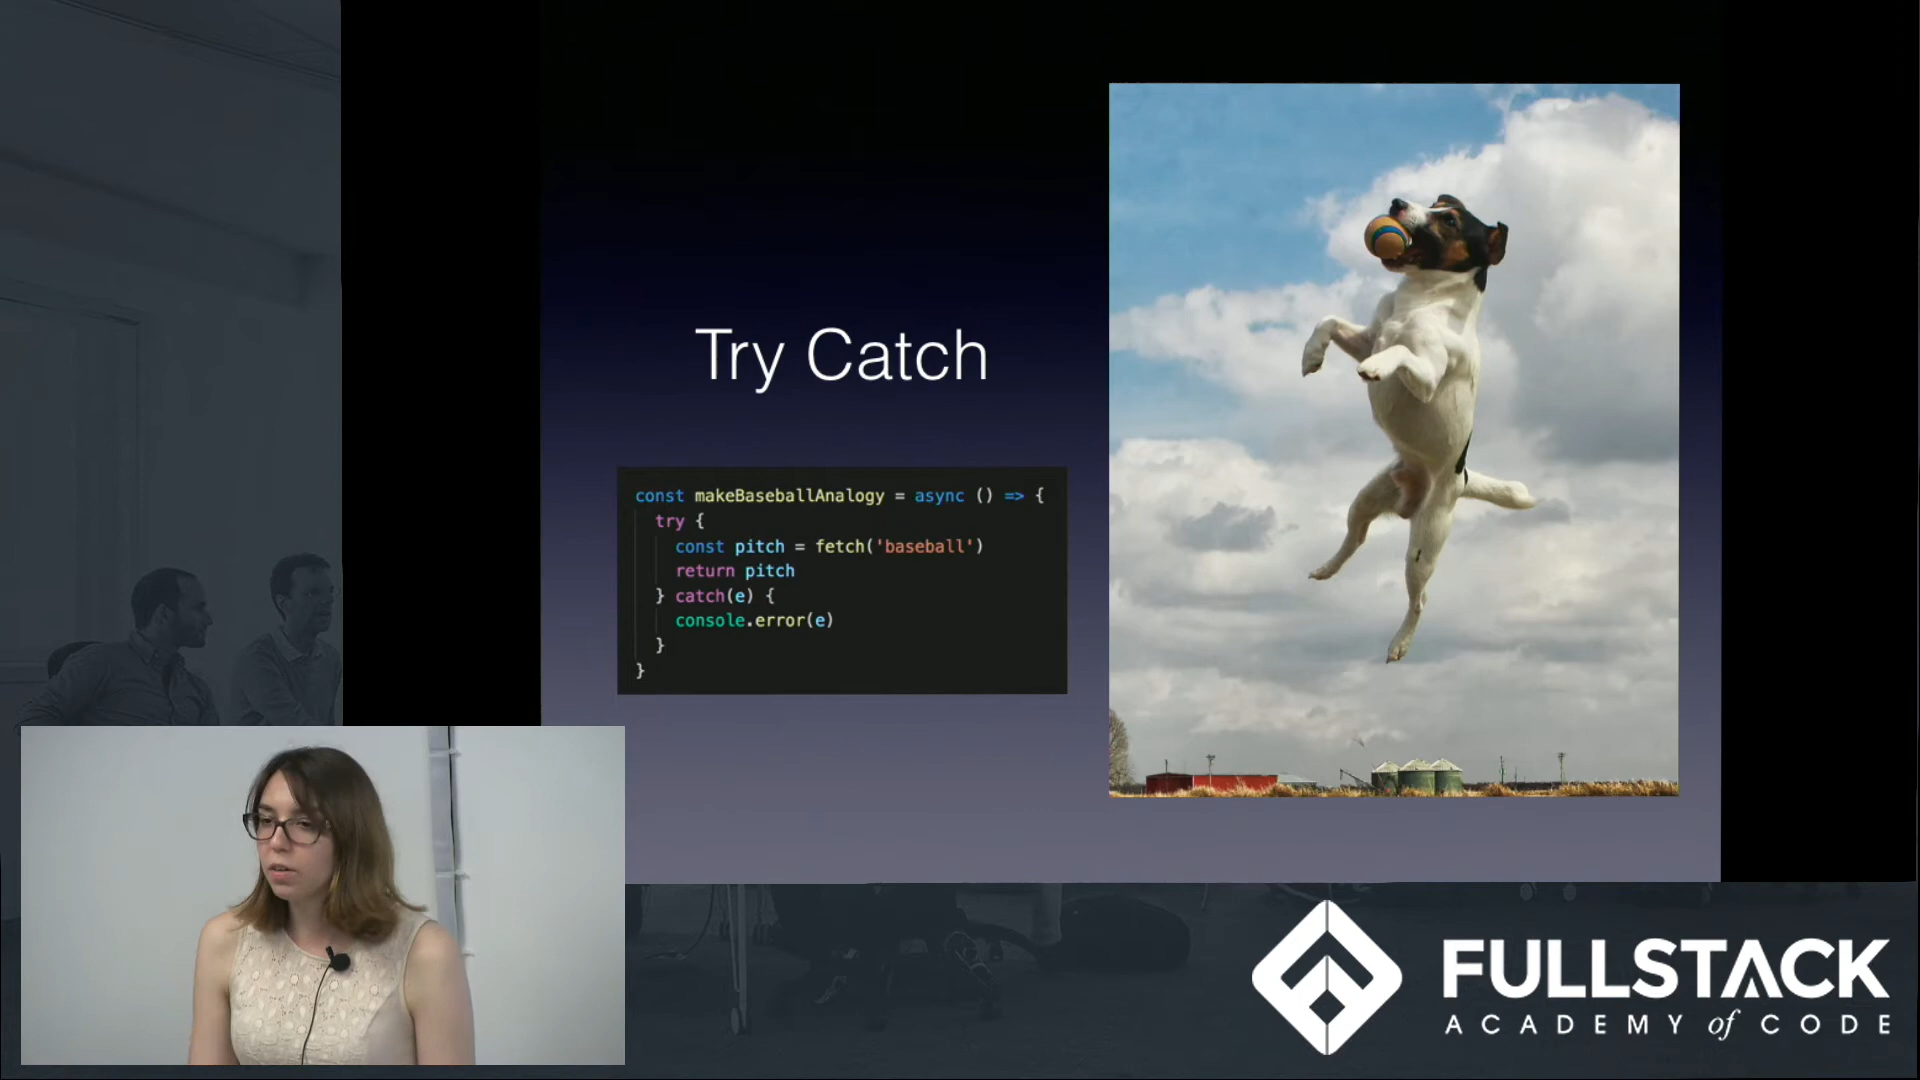 Try Catch
const makeBaseballAnalogy = async () => {
  try {
    const pitch = fetch('baseball')
    return pitch
  } catch(e) {
    console.error(e)
  }
}
FULLSTACK
ACADEMY of CODE